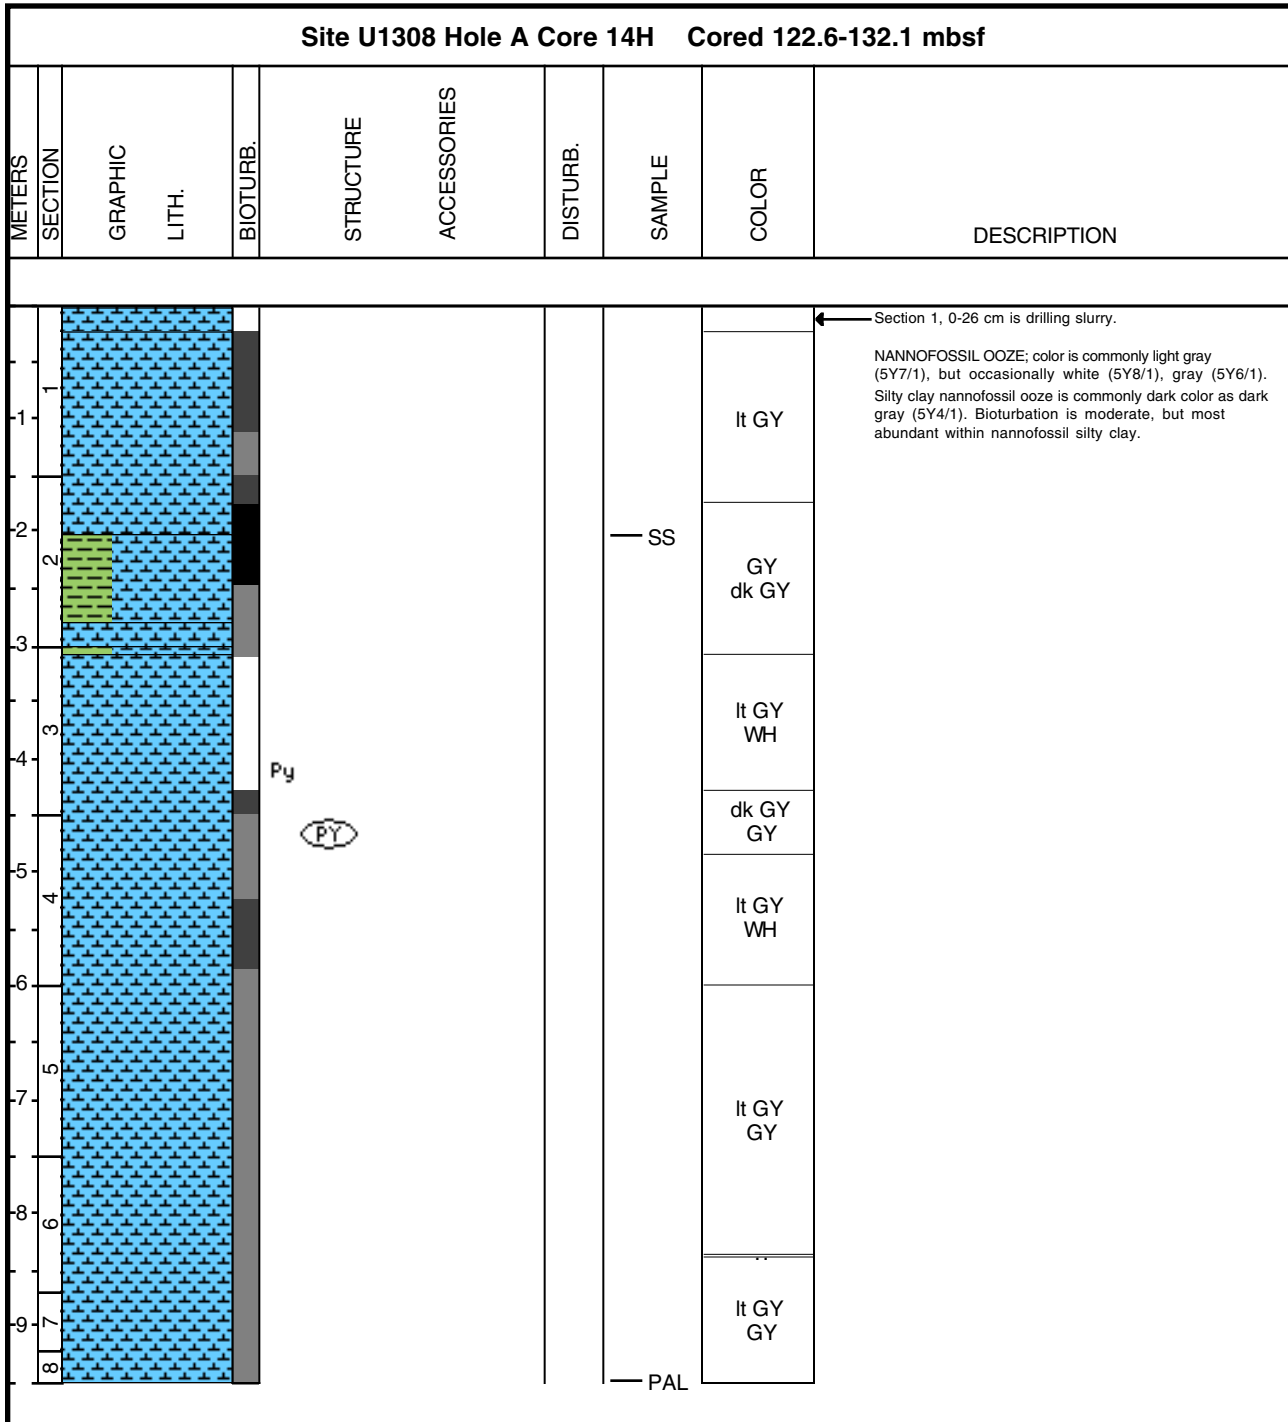 Site U1308 Hole A Core 14H Cored 122.6-132.1 mbsf
METERS
SECTION
GRAPHIC
LITH.
BIOTURB.
STRUCTURE
ACCESSORIES
DISTURB.
SAMPLE
COLOR
DESCRIPTION
Section 1, 0-26 cm is drilling slurry.
NANNOFOSSIL OOZE; color is commonly light gray
(5Y7/1), but occasionally white (5Y8/1), gray (5Y6/1).
Silty clay nannofossil ooze is commonly dark color as dark
gray (5Y4/1). Bioturbation is moderate, but most
abundant within nannofossil silty clay.
1
1
lt GY
2
2
SS
GY
dk GY
3
3
lt GY
WH
4
Py
dk GY
GY
PY
5
4
lt GY
WH
6
5
7
lt GY
GY
8
6
lt GY
GY
9
7
8
PAL